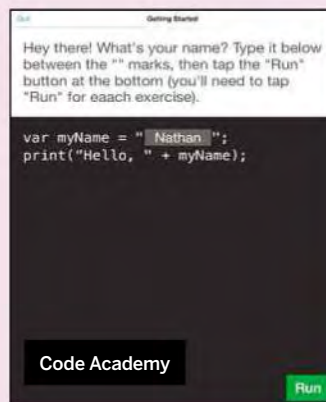 Quit
Getting Started
Hey there! What's your name? Type it below
between the "" marks, then tap the "Run"
button at the bottom (you'll need to tap
"Run" for eaach exercise).
var myName = " Nathan ";
print("Hello, " + myName);
Code Academy
Run